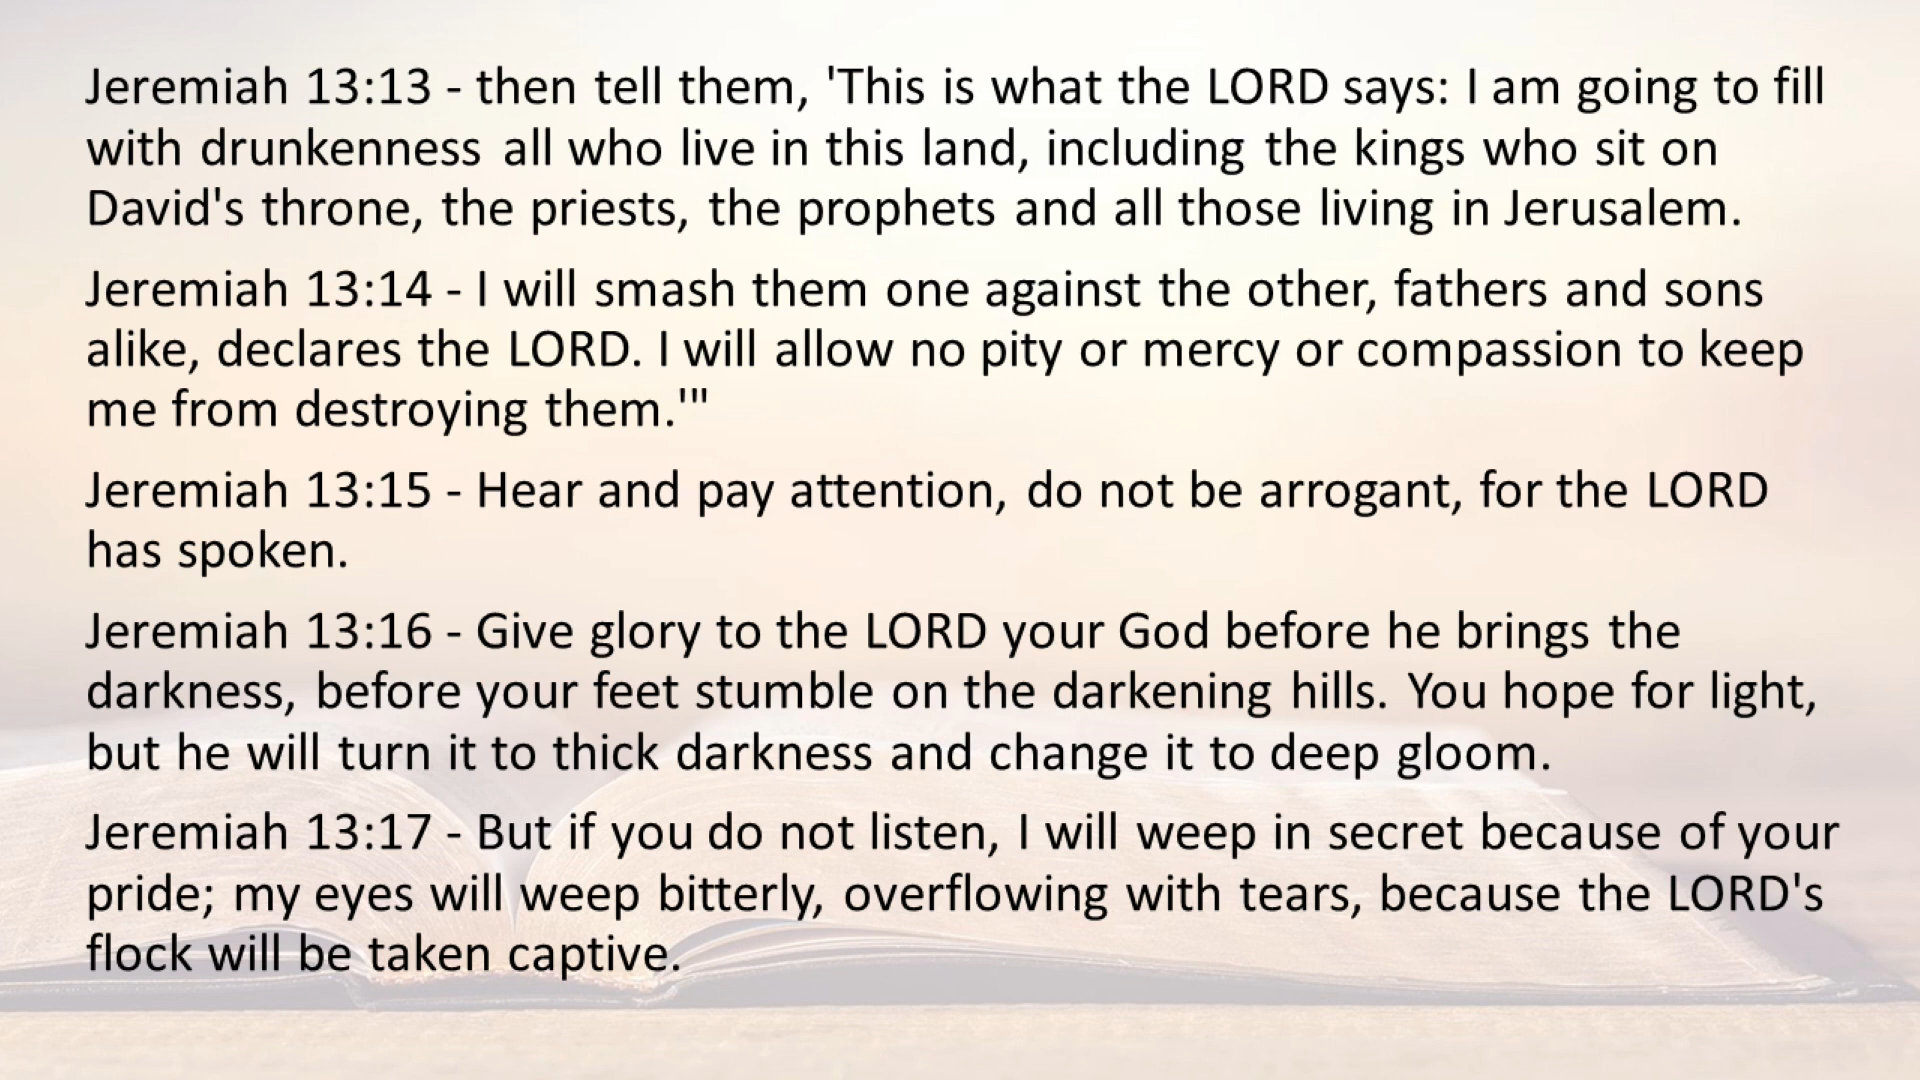 Jeremiah 13:13 - then tell them, 'This is what the LORD says: I am going to fill
with drunkenness all who live in this land, including the kings who sit on
David's throne, the priests, the prophets and all those living in Jerusalem.
Jeremiah 13:14 - I will smash them one against the other, fathers and sons
alike, declares the LORD. I will allow no pity or mercy or compassion to keep
me from destroying them.'"
Jeremiah 13:15 - Hear and pay attention, do not be arrogant, for the LORD
has spoken.
Jeremiah 13:16 - Give glory to the LORD your God before he brings the
darkness, before your feet stumble on the darkening hills. You hope for light,
but he will turn it to thick darkness and change it to deep gloom.
Jeremiah 13:17 - But if you do not listen, I will weep in secret because of your
pride; my eyes will weep bitterly, overflowing with tears, because the LORD's
flock will be taken captive.